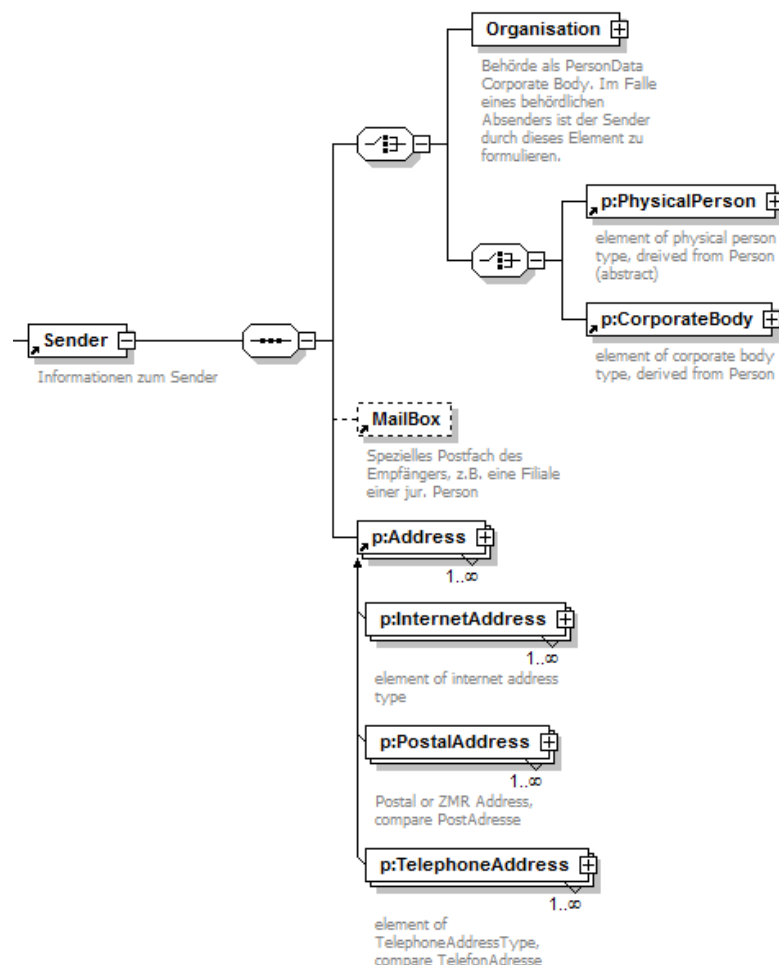 Organisation
Behörde als PersonData
Corporate Body. Im Falle
eines behördlichen
Absenders ist der Sender
durch dieses Element zu
formulieren.
p:PhysicalPerson
element of physical person
type, dreived from Person
(abstract)
p:CorporateBody
element of corporate body
type, derived from Person
Sender
Informationen zum Sender
MailBox
Spezielles Postfach des
Empfängers, z.B. eine Filiale
einer jur. Person
p:Address
1..∞
p:InternetAddress
1..∞
element of internet address
type
p:PostalAddress
1..∞
Postal or ZMR Address,
compare PostAdresse
p:TelephoneAddress
1..∞
element of
TelephoneAddressType,
compare TelefonAdresse